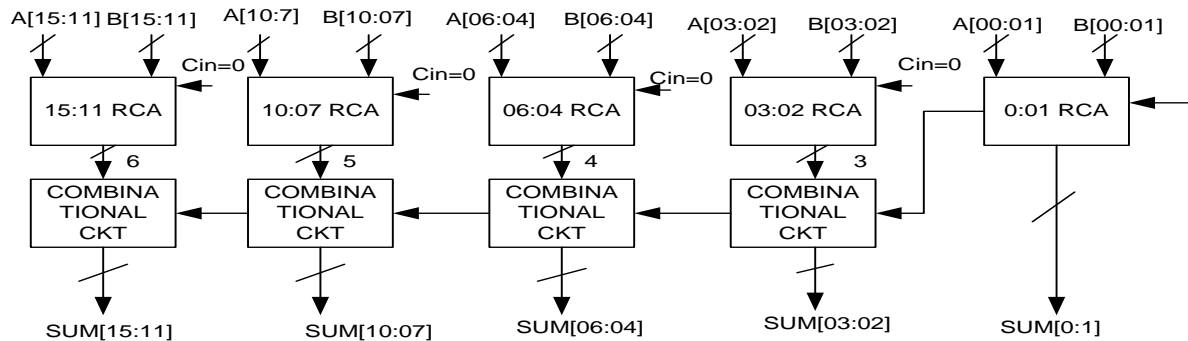 A[15:11] B[15:11] A[10:7] B[10:07] A[06:04] B[06:04] A[03:02] B[03:02] A[00:01] B[00:01]
Cin=0 Cin=0 Cin=0 Cin=0
15:11 RCA 10:07 RCA 06:04 RCA 03:02 RCA 0:01 RCA
6 5 4 3
COMBINA COMBINA COMBINA COMBINA
TIONAL TIONAL TIONAL TIONAL
CKT CKT CKT CKT
SUM[15:11] SUM[10:07] SUM[06:04] SUM[03:02] SUM[0:1]